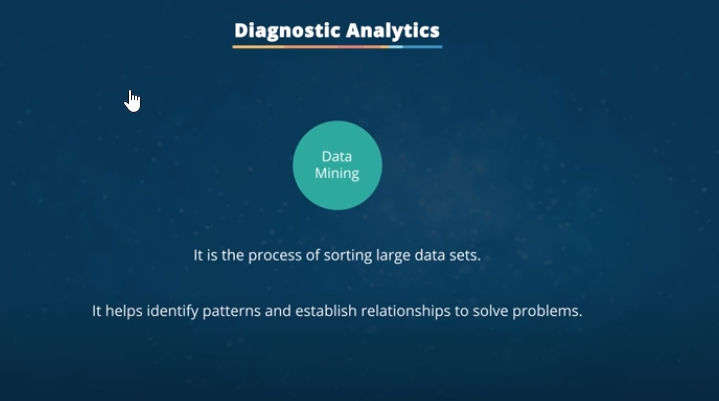 Diagnostic Analytics
Data
Mining
It is the process of sorting large data sets.
It helps identify patterns and establish relationships to solve problems.